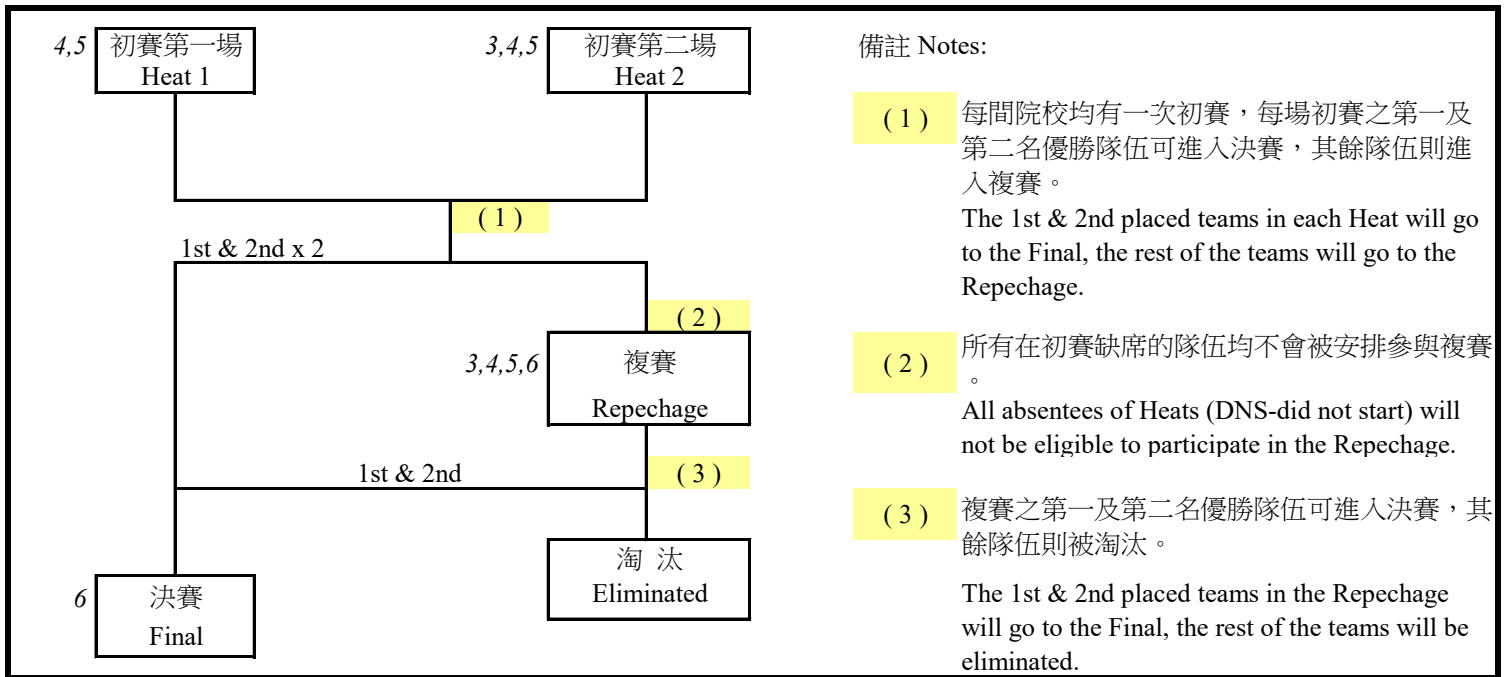 4,5
初賽第一場
Heat 1
3,4,5
初賽第二場
Heat 2
( 1 )
1st & 2nd x 2
( 2 )
3,4,5,6
複賽
Repechage
1st & 2nd
( 3 )
淘 汰
Eliminated
6
決賽
Final
備註 Notes:
( 1 )
每間院校均有一次初賽，每場初賽之第一及
第二名優勝隊伍可進入決賽，其餘隊伍則進
入複賽。
The 1st & 2nd placed teams in each Heat will go
to the Final, the rest of the teams will go to the
Repechage.
( 2 )
所有在初賽缺席的隊伍均不會被安排參與複賽
。
All absentees of Heats (DNS-did not start) will
not be eligible to participate in the Repechage.
( 3 )
複賽之第一及第二名優勝隊伍可進入決賽，其
餘隊伍則被淘汰。
The 1st & 2nd placed teams in the Repechage
will go to the Final, the rest of the teams will be
eliminated.